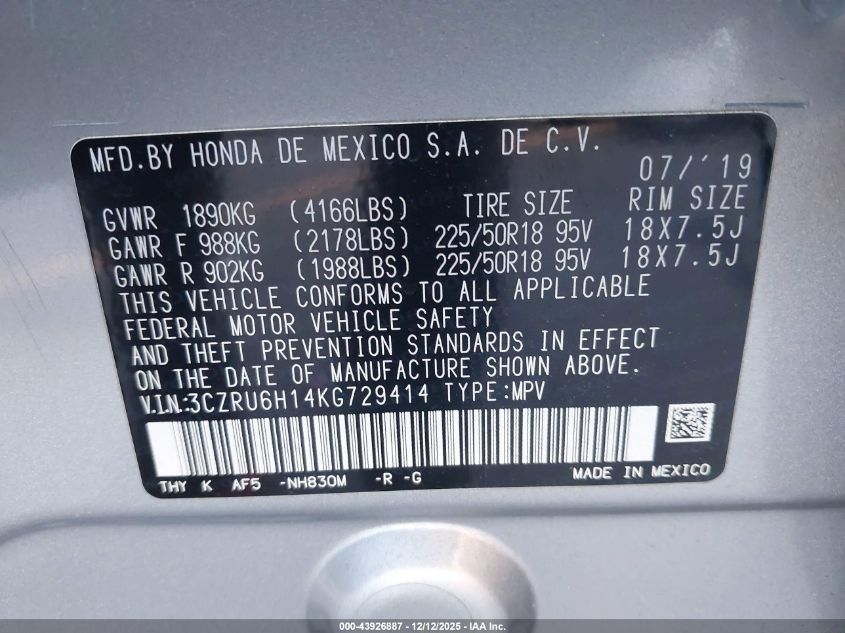 MFD.BY HONDA DE MEXICO S.A. DE C.V.
07/'19
GVWR 1890KG (4166LBS) TIRE SIZE RIM SIZE
GAWR F 988KG (2178LBS) 225/50R18 95V 18X7.5J
GAWR R 902KG (1988LBS) 225/50R18 95V 18X7.5J
THIS VEHICLE CONFORMS TO ALL APPLICABLE
FEDERAL MOTOR VEHICLE SAFETY
AND THEFT PREVENTION STANDARDS IN EFFECT
ON THE DATE OF MANUFACTURE SHOWN ABOVE.
V.I.N:3CZRU6H14KG729414 TYPE:MPV
THY K AF5 -NH830M -R -G MADE IN MEXICO
000-43926887 - 12/12/2025 - IAA Inc.